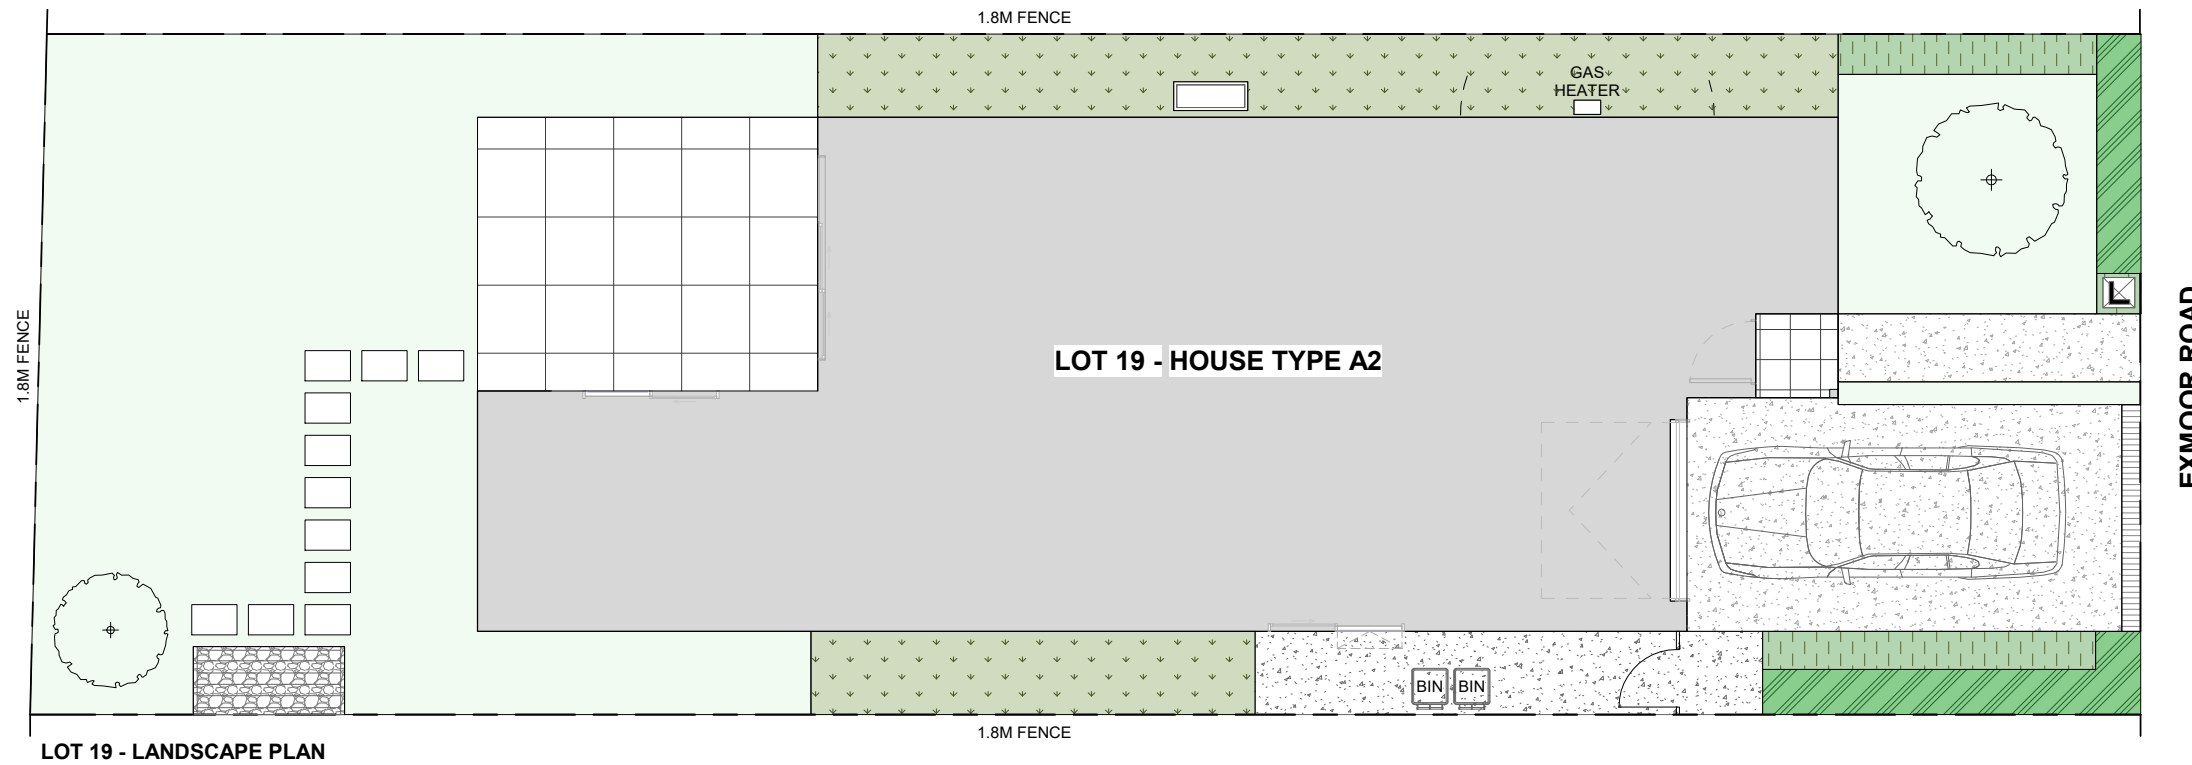 1.8M FENCE
GAS
HEATER
1.8M FENCE
LOT 19 - HOUSE TYPE A2
L
EXMOOR ROAD
BIN BIN
1.8M FENCE
LOT 19 - LANDSCAPE PLAN